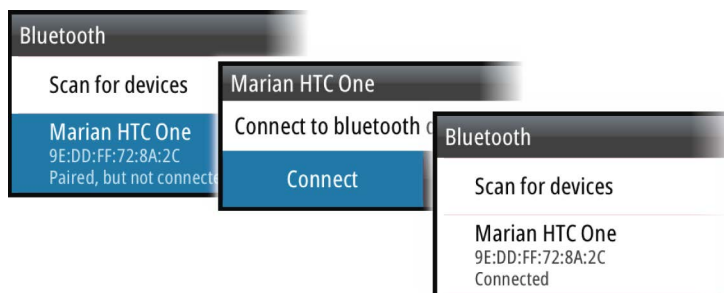 Bluetooth
Scan for devices
Marian HTC One
9E:DD:FF:72:8A:2C
Paired, but not connecte
Marian HTC One
Connect to bluetooth
Connect
Bluetooth
Scan for devices
Marian HTC One
9E:DD:FF:72:8A:2C
Connected